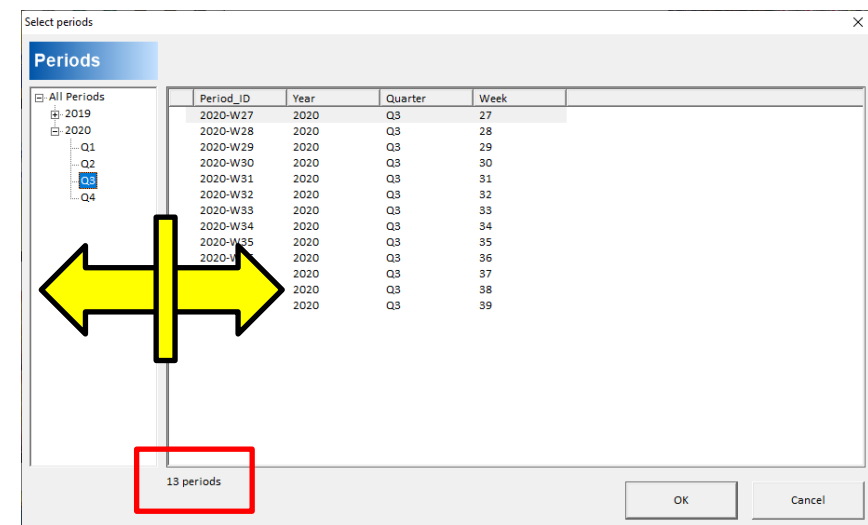 Select periods
Periods
All Periods
2019
2020
Q1
Q2
Q3
Q4
Period_ID Year Quarter Week
2020-W27 2020 Q3 27
2020-W28 2020 Q3 28
2020-W29 2020 Q3 29
2020-W30 2020 Q3 30
2020-W31 2020 Q3 31
2020-W32 2020 Q3 32
2020-W33 2020 Q3 33
2020-W34 2020 Q3 34
2020-W35 2020 Q3 35
2020 Q3 36
2020 Q3 37
2020 Q3 38
2020 Q3 39
13 periods
OK Cancel